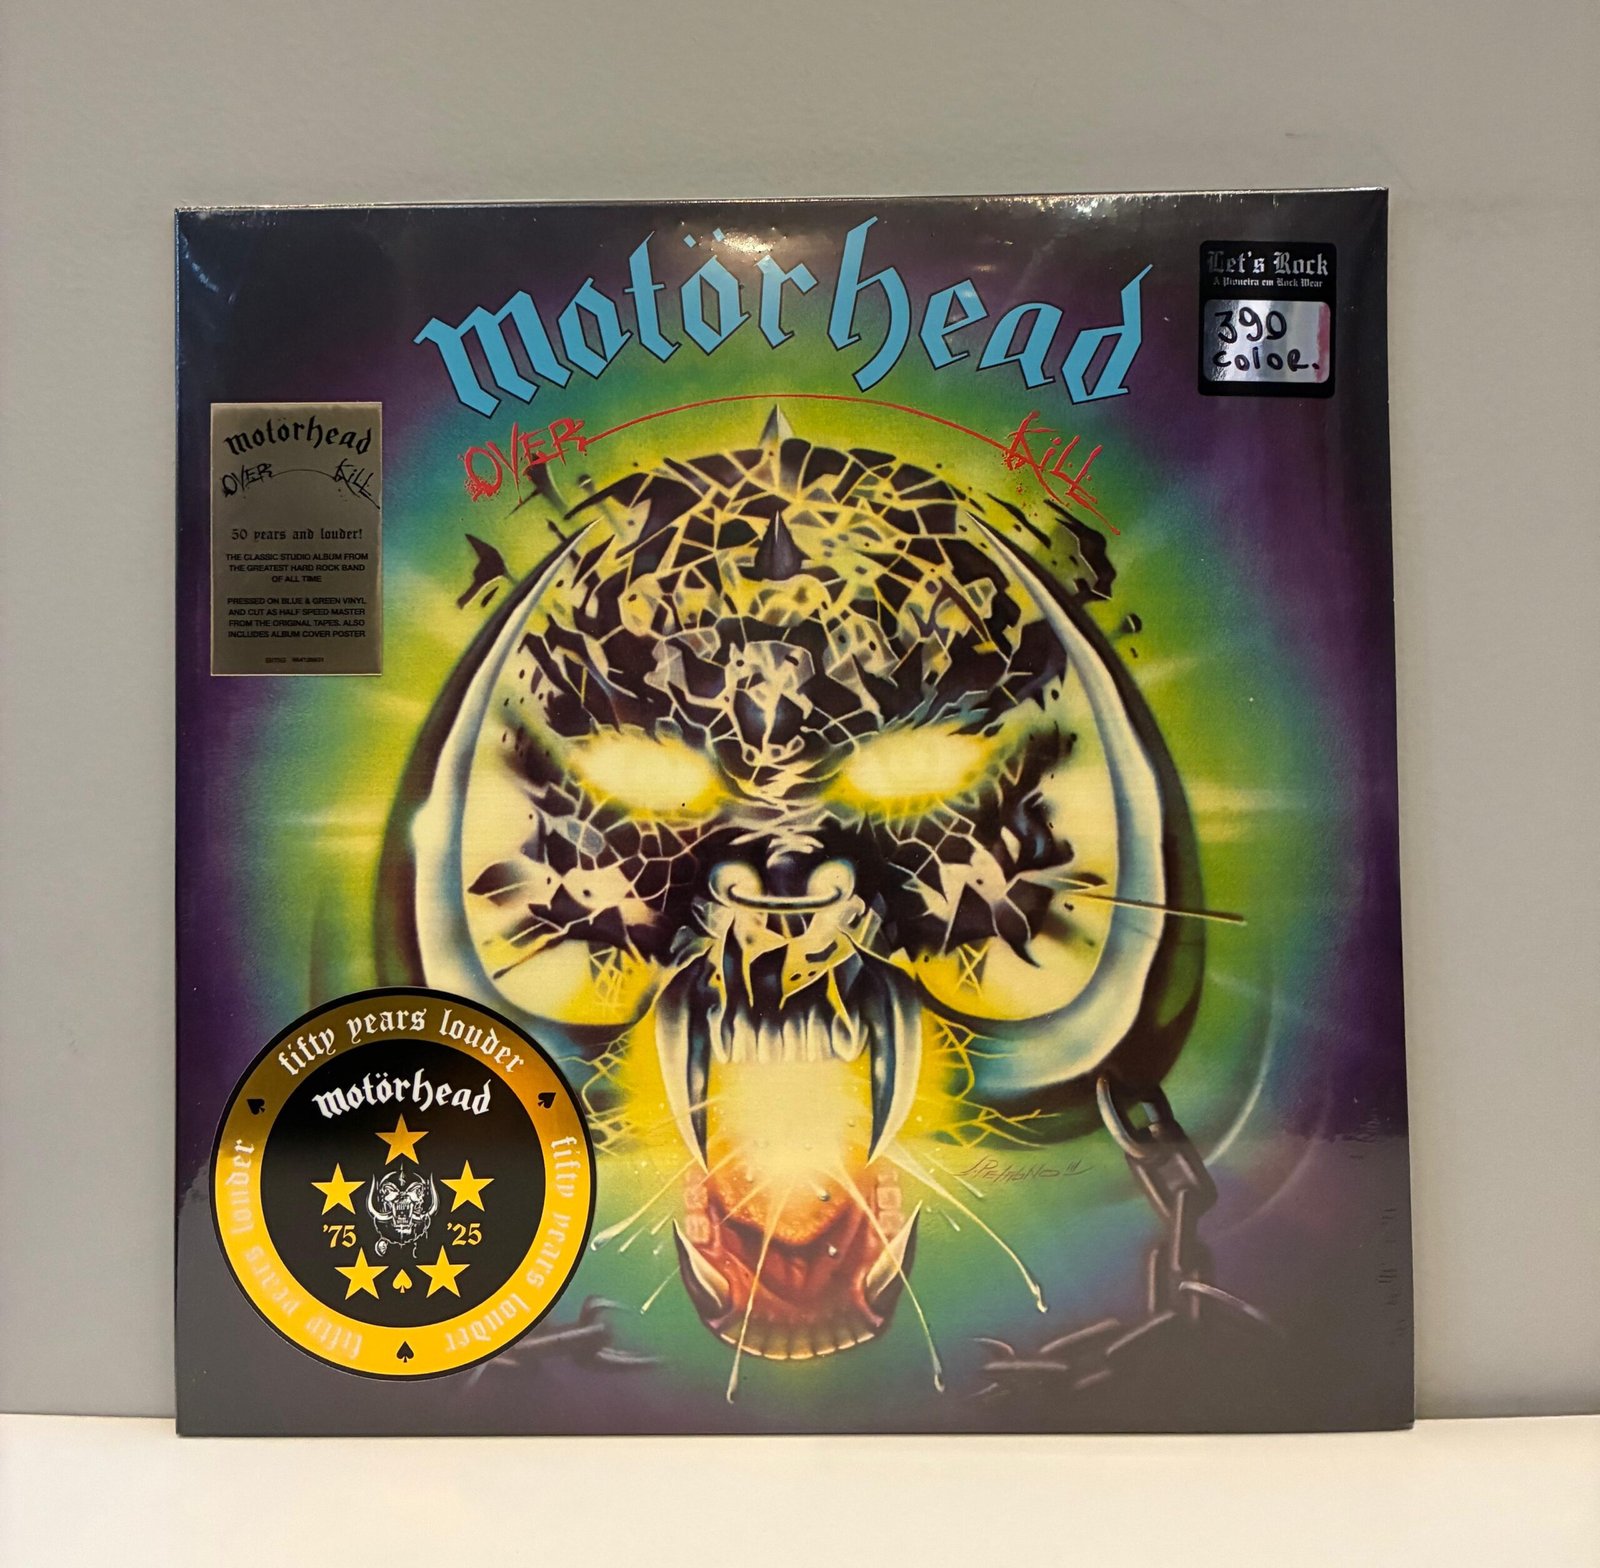 motörhead
OVER KiLL
Let's Rock
A Pioneira em Rock Wear
390
color.
motörhead
OVER KiLL
50 years and louder!
THE CLASSIC STUDIO ALBUM FROM
THE GREATEST HARD ROCK BAND
OF ALL TIME
PRESSED ON BLUE & GREEN VINYL
AND CUT AS HALF SPEED MASTER
FROM THE ORIGINAL TAPES. ALSO
INCLUDES ALBUM COVER POSTER
fifty years louder
fifty years louder
fifty years louder
motörhead
'75 '25